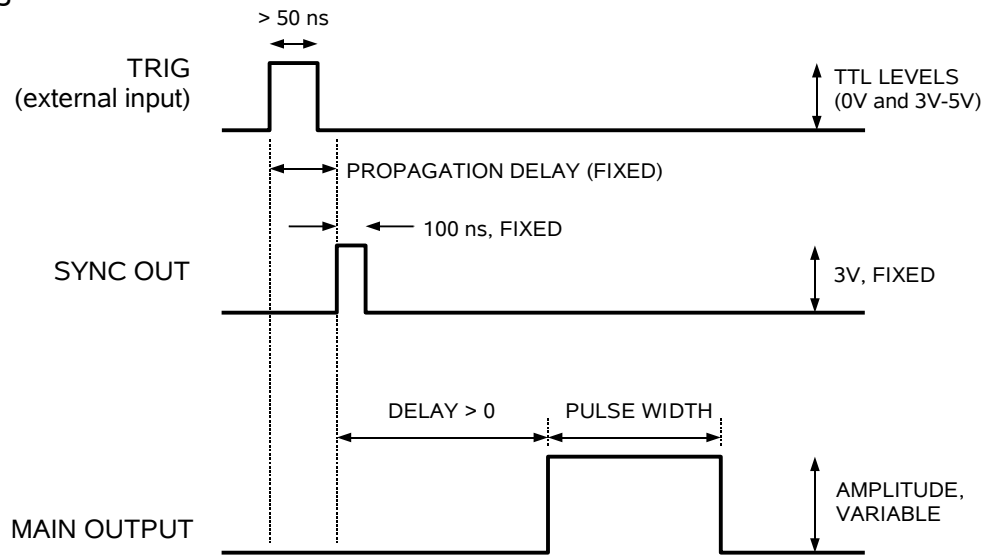 > 50 ns
TRIG
(external input)
TTL LEVELS
(0V and 3V-5V)
PROPAGATION DELAY (FIXED)
100 ns, FIXED
SYNC OUT
3V, FIXED
DELAY > 0
PULSE WIDTH
AMPLITUDE,
VARIABLE
MAIN OUTPUT